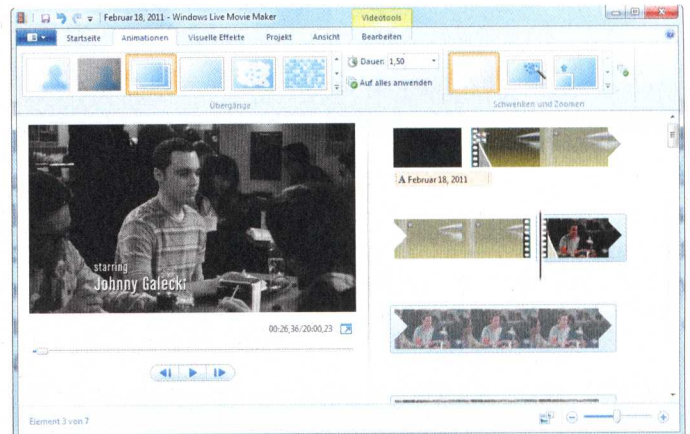 Februar 18, 2011 - Windows Live Movie Maker
Videotools
Startseite Animationen Visuelle Effekte Projekt Ansicht Bearbeiten
Dauer: 1,50
Auf alles anwenden
Übergänge
Schwenken und Zoomen
starring
Johnny Galecki
A Februar 18, 2011
00:26,36/20:00,23
Element 3 von 7